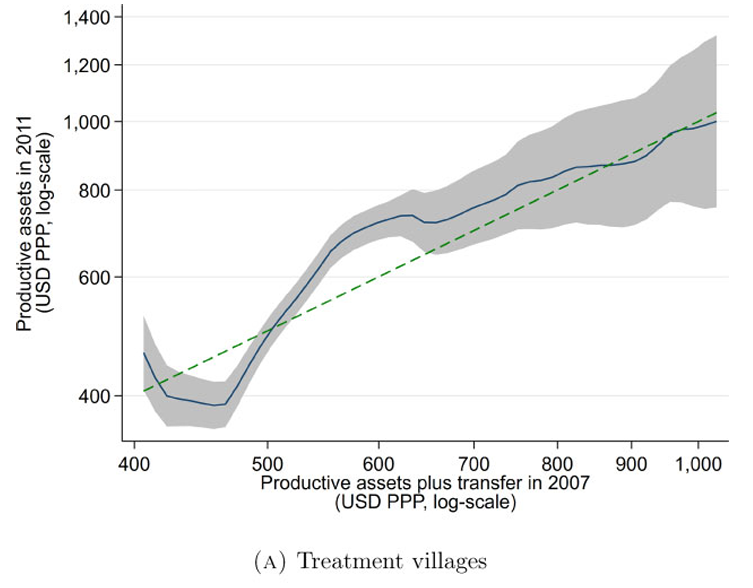 1,400
1,200
1,000
800
600
400
Productive assets in 2011
(USD PPP, log-scale)
400 500 600 700 800 900 1,000
Productive assets plus transfer in 2007
(USD PPP, log-scale)
(A) Treatment villages